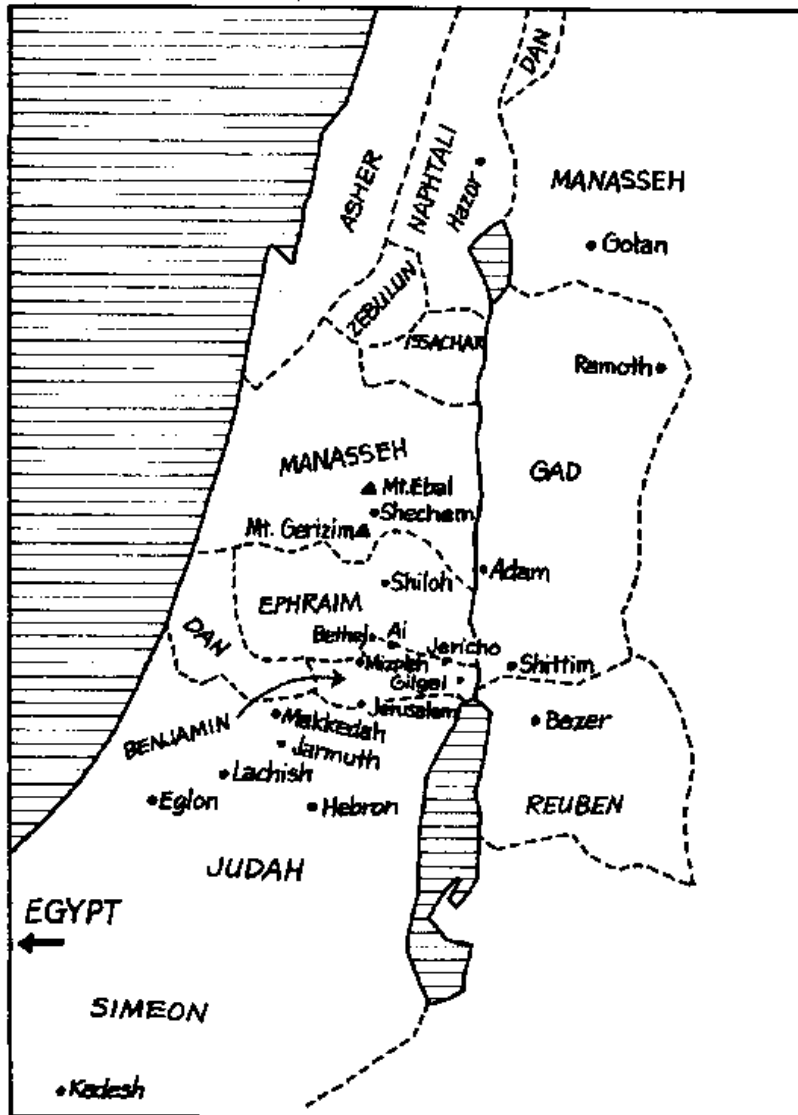 DAN
ASHER
NAPHTALI
Hazor
MANASSEH
Golan
ZEBULUN
ISSACHAR
Ramoth
MANASSEH
GAD
Mt. Ebal
Shechem
Mt. Gerizim
Adam
Shiloh
EPHRAIM
DAN
Bethel
Ai
Jericho
Mizpah
Shittim
Gilgal
Jerusalem
BENJAMIN
Makkedah
Bezer
Jarmuth
Lachish
Eglon
Hebron
REUBEN
JUDAH
EGYPT
SIMEON
Kadesh